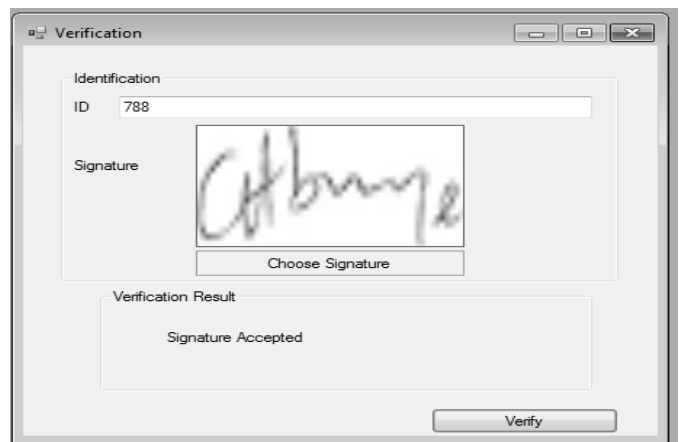 Verification
Identification
ID 788
Signature
Choose Signature
Verification Result
Signature Accepted
Verify